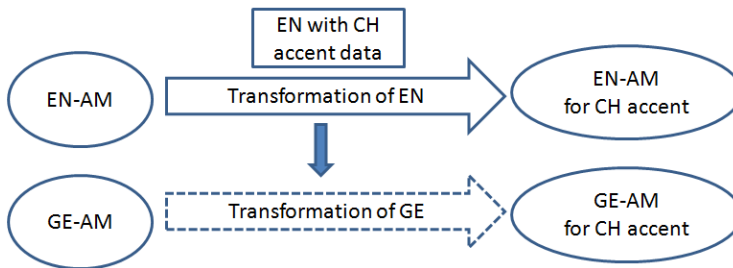 EN with CH
accent data
EN-AM
Transformation of EN
EN-AM
for CH accent
GE-AM
Transformation of GE
GE-AM
for CH accent